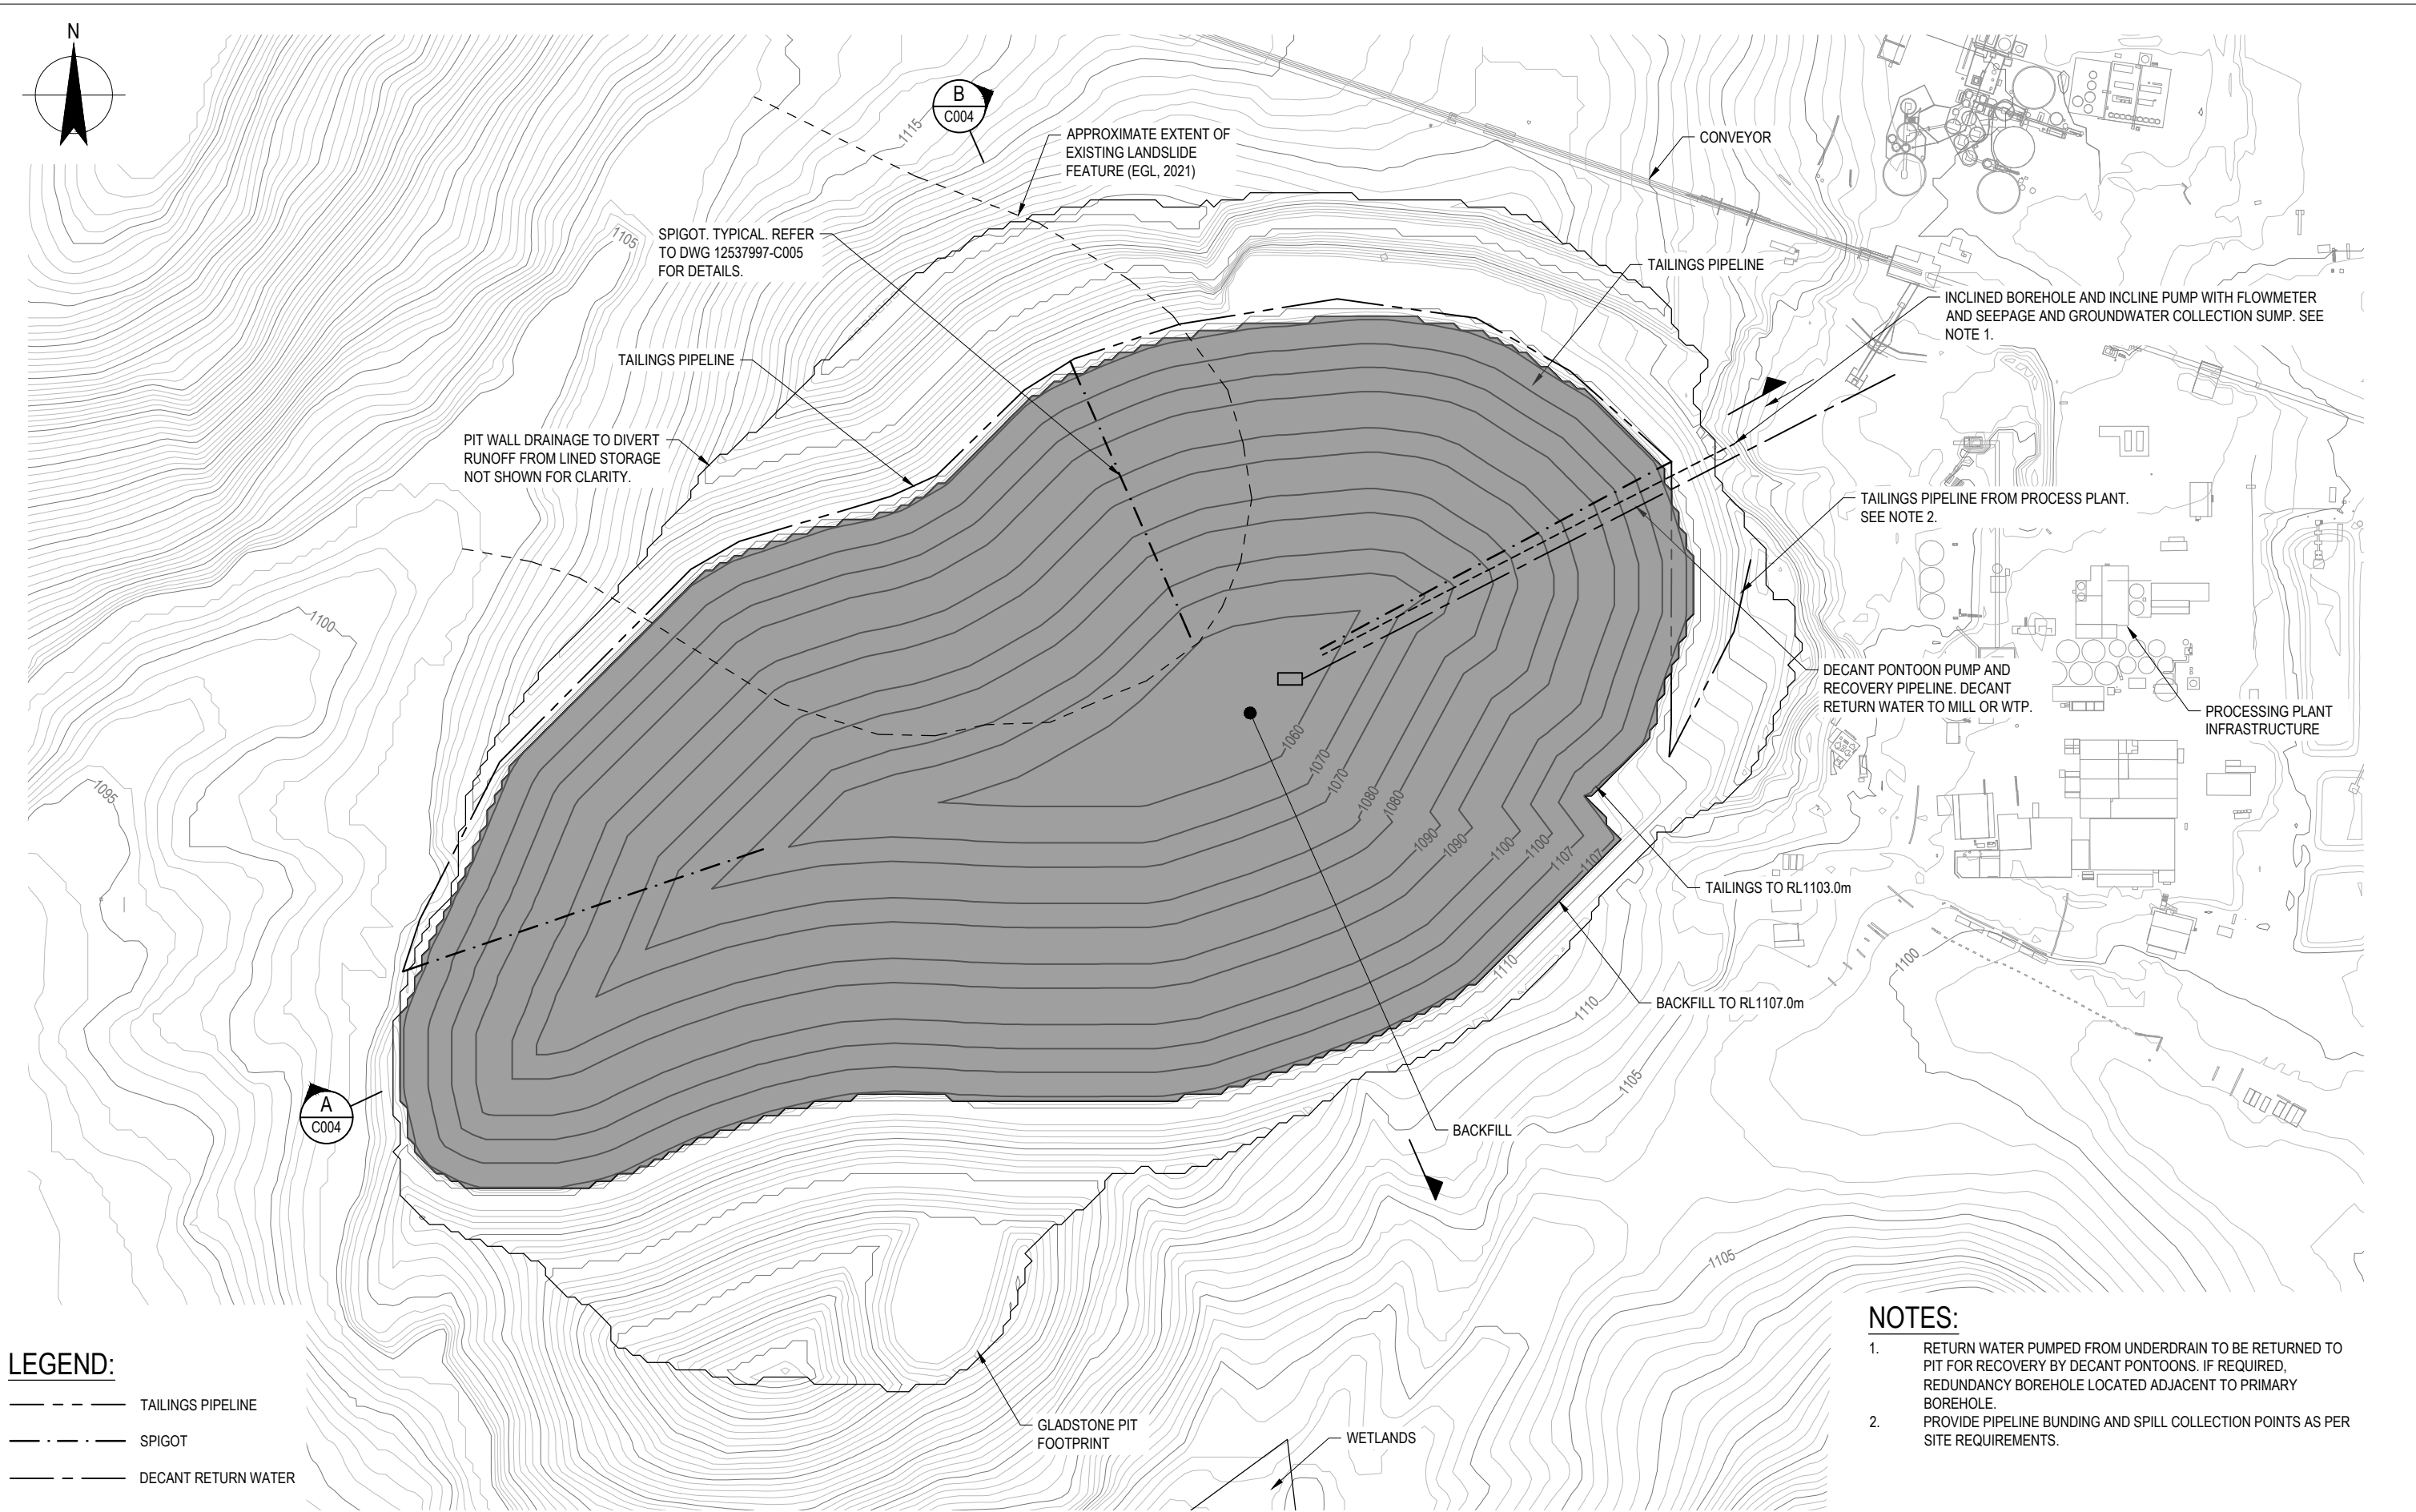 N
B
C004
1115
APPROXIMATE EXTENT OF
EXISTING LANDSLIDE
FEATURE (EGL, 2021)
CONVEYOR
1105
SPIGOT. TYPICAL. REFER
TO DWG 12537997-C005
FOR DETAILS.
TAILINGS PIPELINE
INCLINED BOREHOLE AND INCLINE PUMP WITH FLOWMETER
AND SEEPAGE AND GROUNDWATER COLLECTION SUMP. SEE
NOTE 1.
TAILINGS PIPELINE
PIT WALL DRAINAGE TO DIVERT
RUNOFF FROM LINED STORAGE
NOT SHOWN FOR CLARITY.
TAILINGS PIPELINE FROM PROCESS PLANT.
SEE NOTE 2.
1100
DECANT PONTOON PUMP AND
RECOVERY PIPELINE. DECANT
RETURN WATER TO MILL OR WTP.
PROCESSING PLANT
INFRASTRUCTURE
1095
1060
1070
1070
1080
1080
1090
1090
1100
1100
1107
1107
TAILINGS TO RL1103.0m
1110
1100
BACKFILL TO RL1107.0m
1110
1105
A
C004
BACKFILL
1105
GLADSTONE PIT
FOOTPRINT
WETLANDS
LEGEND:
TAILINGS PIPELINE
SPIGOT
DECANT RETURN WATER
NOTES:
1. RETURN WATER PUMPED FROM UNDERDRAIN TO BE RETURNED TO
PIT FOR RECOVERY BY DECANT PONTOONS. IF REQUIRED,
REDUNDANCY BOREHOLE LOCATED ADJACENT TO PRIMARY
BOREHOLE.
2. PROVIDE PIPELINE BUNDING AND SPILL COLLECTION POINTS AS PER
SITE REQUIREMENTS.